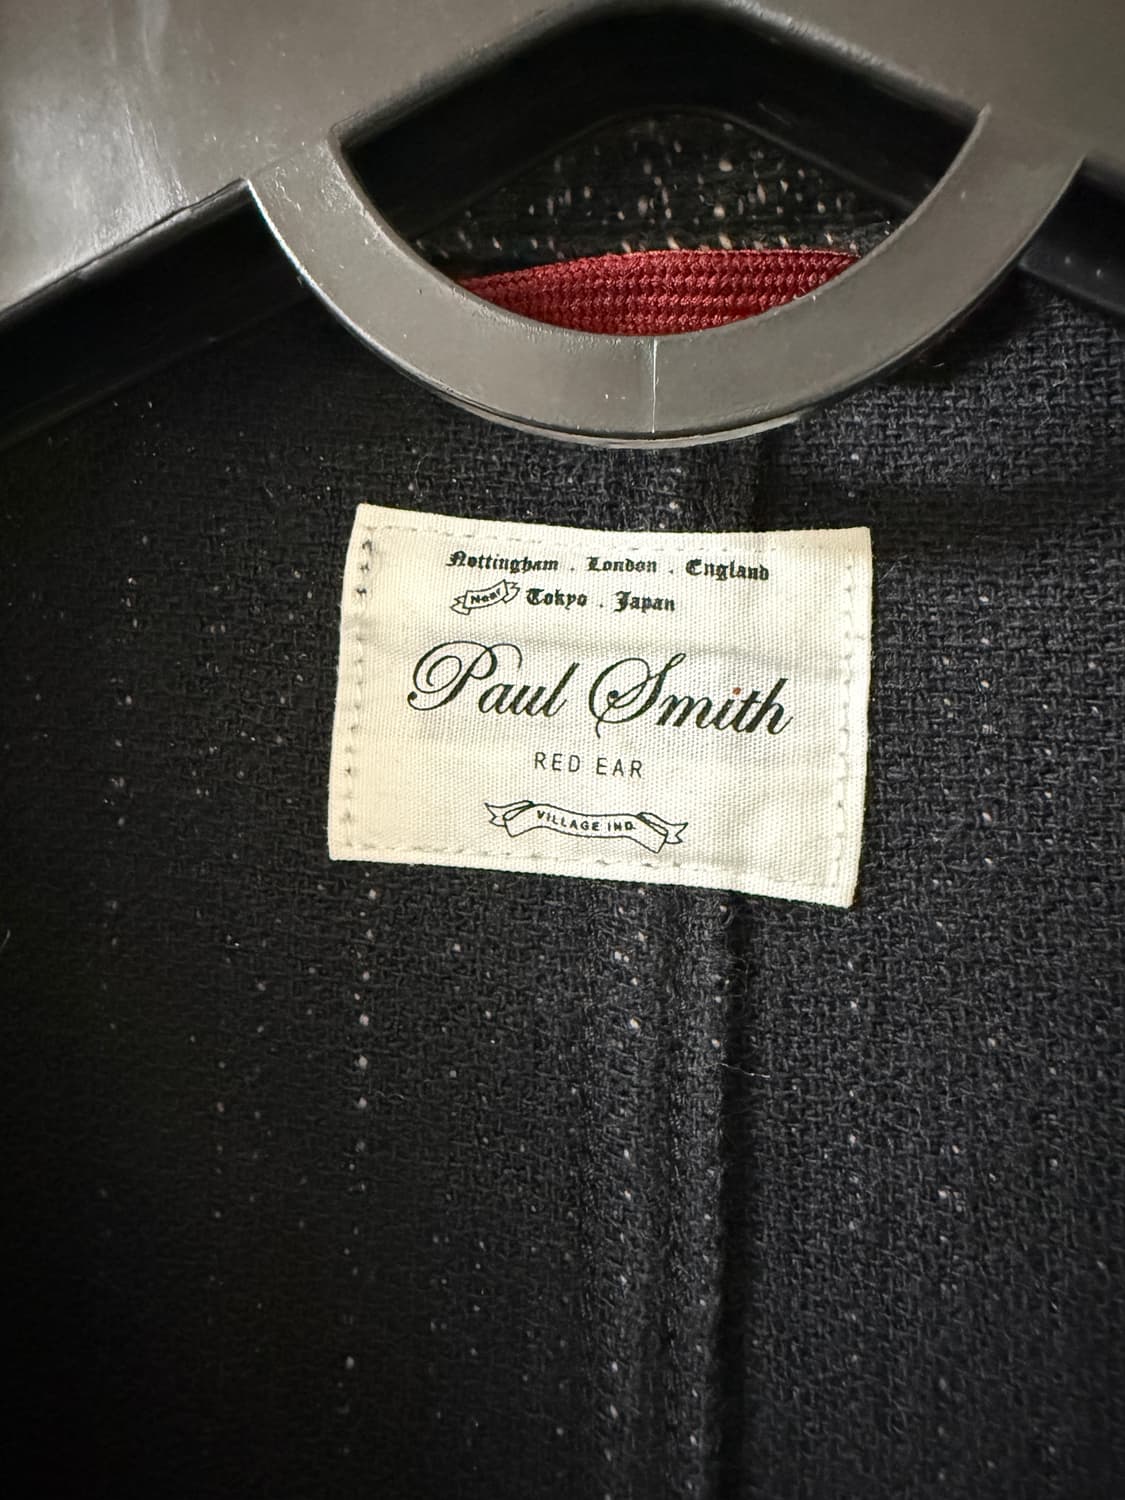 Nottingham . London . England
Near Tokyo . Japan
Paul Smith
RED EAR
VILLAGE IND.